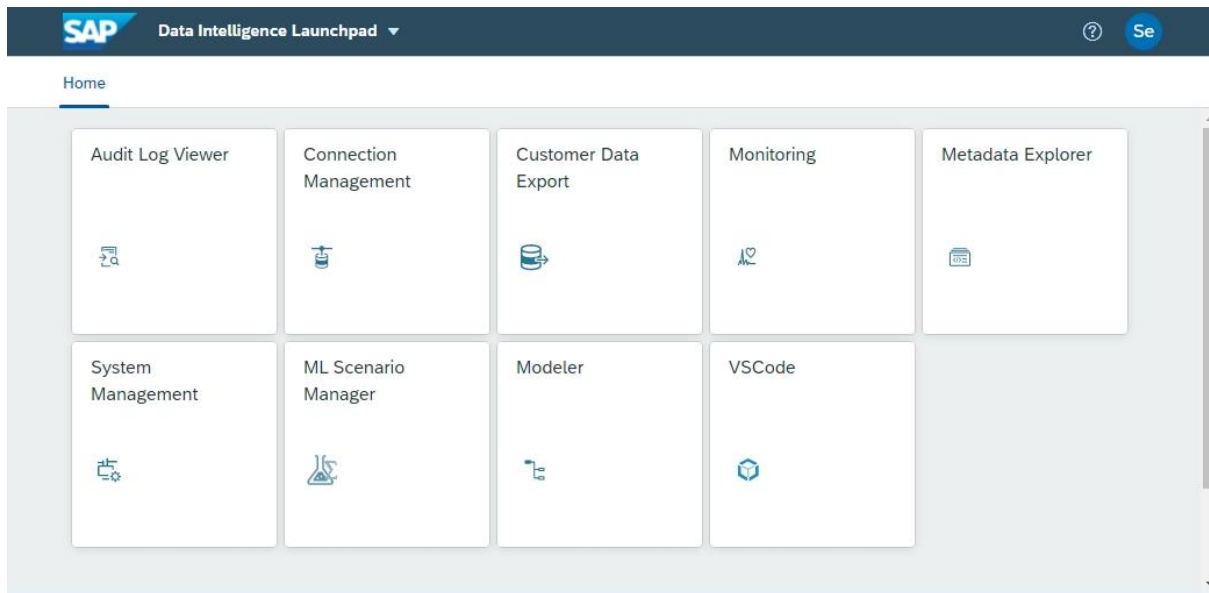 SAP Data Intelligence Launchpad Se
Home
Audit Log Viewer
Connection
Management
Customer Data
Export
Monitoring
Metadata Explorer
System
Management
ML Scenario
Manager
Modeler
VSCode